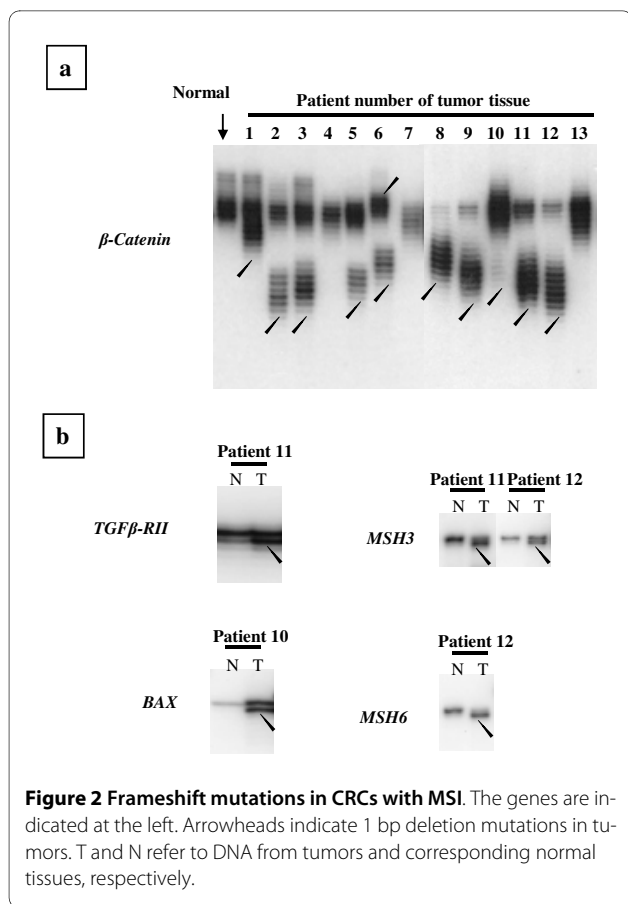 a
Normal
Patient number of tumor tissue
1 2 3 4 5 6 7 8 9 10 11 12 13
β-Catenin
b
Patient 11
N T
TGFβ-RII
Patient 11 Patient 12
N T N T
MSH3
Patient 10
N T
BAX
Patient 12
N T
MSH6
Figure 2 Frameshift mutations in CRCs with MSI. The genes are in-
dicated at the left. Arrowheads indicate 1 bp deletion mutations in tu-
mors. T and N refer to DNA from tumors and corresponding normal
tissues, respectively.